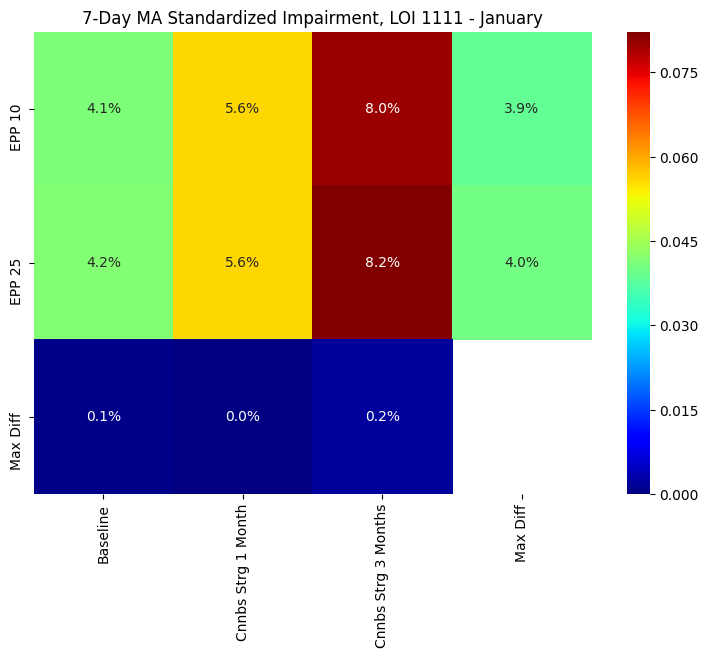 7-Day MA Standardized Impairment, LOI 1111 - January
EPP 10
4.1% 5.6% 8.0% 3.9%
EPP 25
4.2% 5.6% 8.2% 4.0%
Max Diff
0.1% 0.0% 0.2%
Baseline
Cnnbs Strg 1 Month
Cnnbs Strg 3 Months
Max Diff
0.075
0.060
0.045
0.030
0.015
0.000